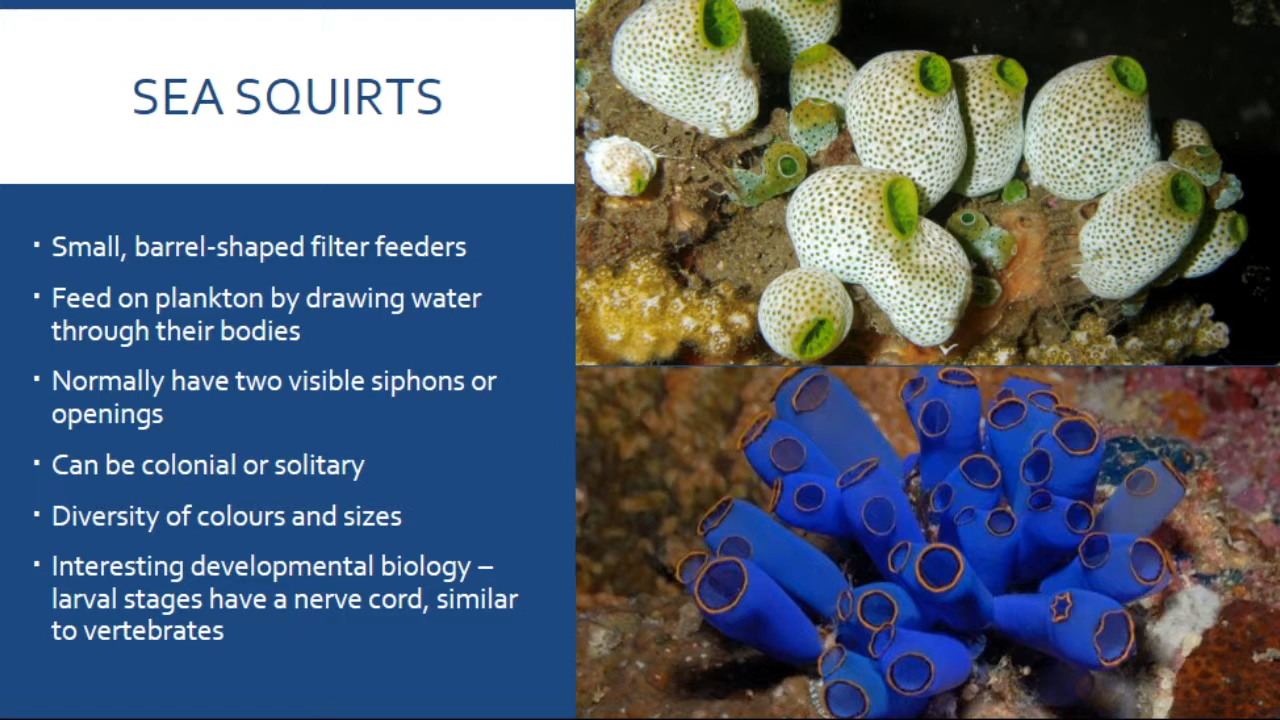 SEA SQUIRTS
▪ Small, barrel-shaped filter feeders
▪ Feed on plankton by drawing water
through their bodies
▪ Normally have two visible siphons or
openings
▪ Can be colonial or solitary
▪ Diversity of colours and sizes
▪ Interesting developmental biology –
larval stages have a nerve cord, similar
to vertebrates